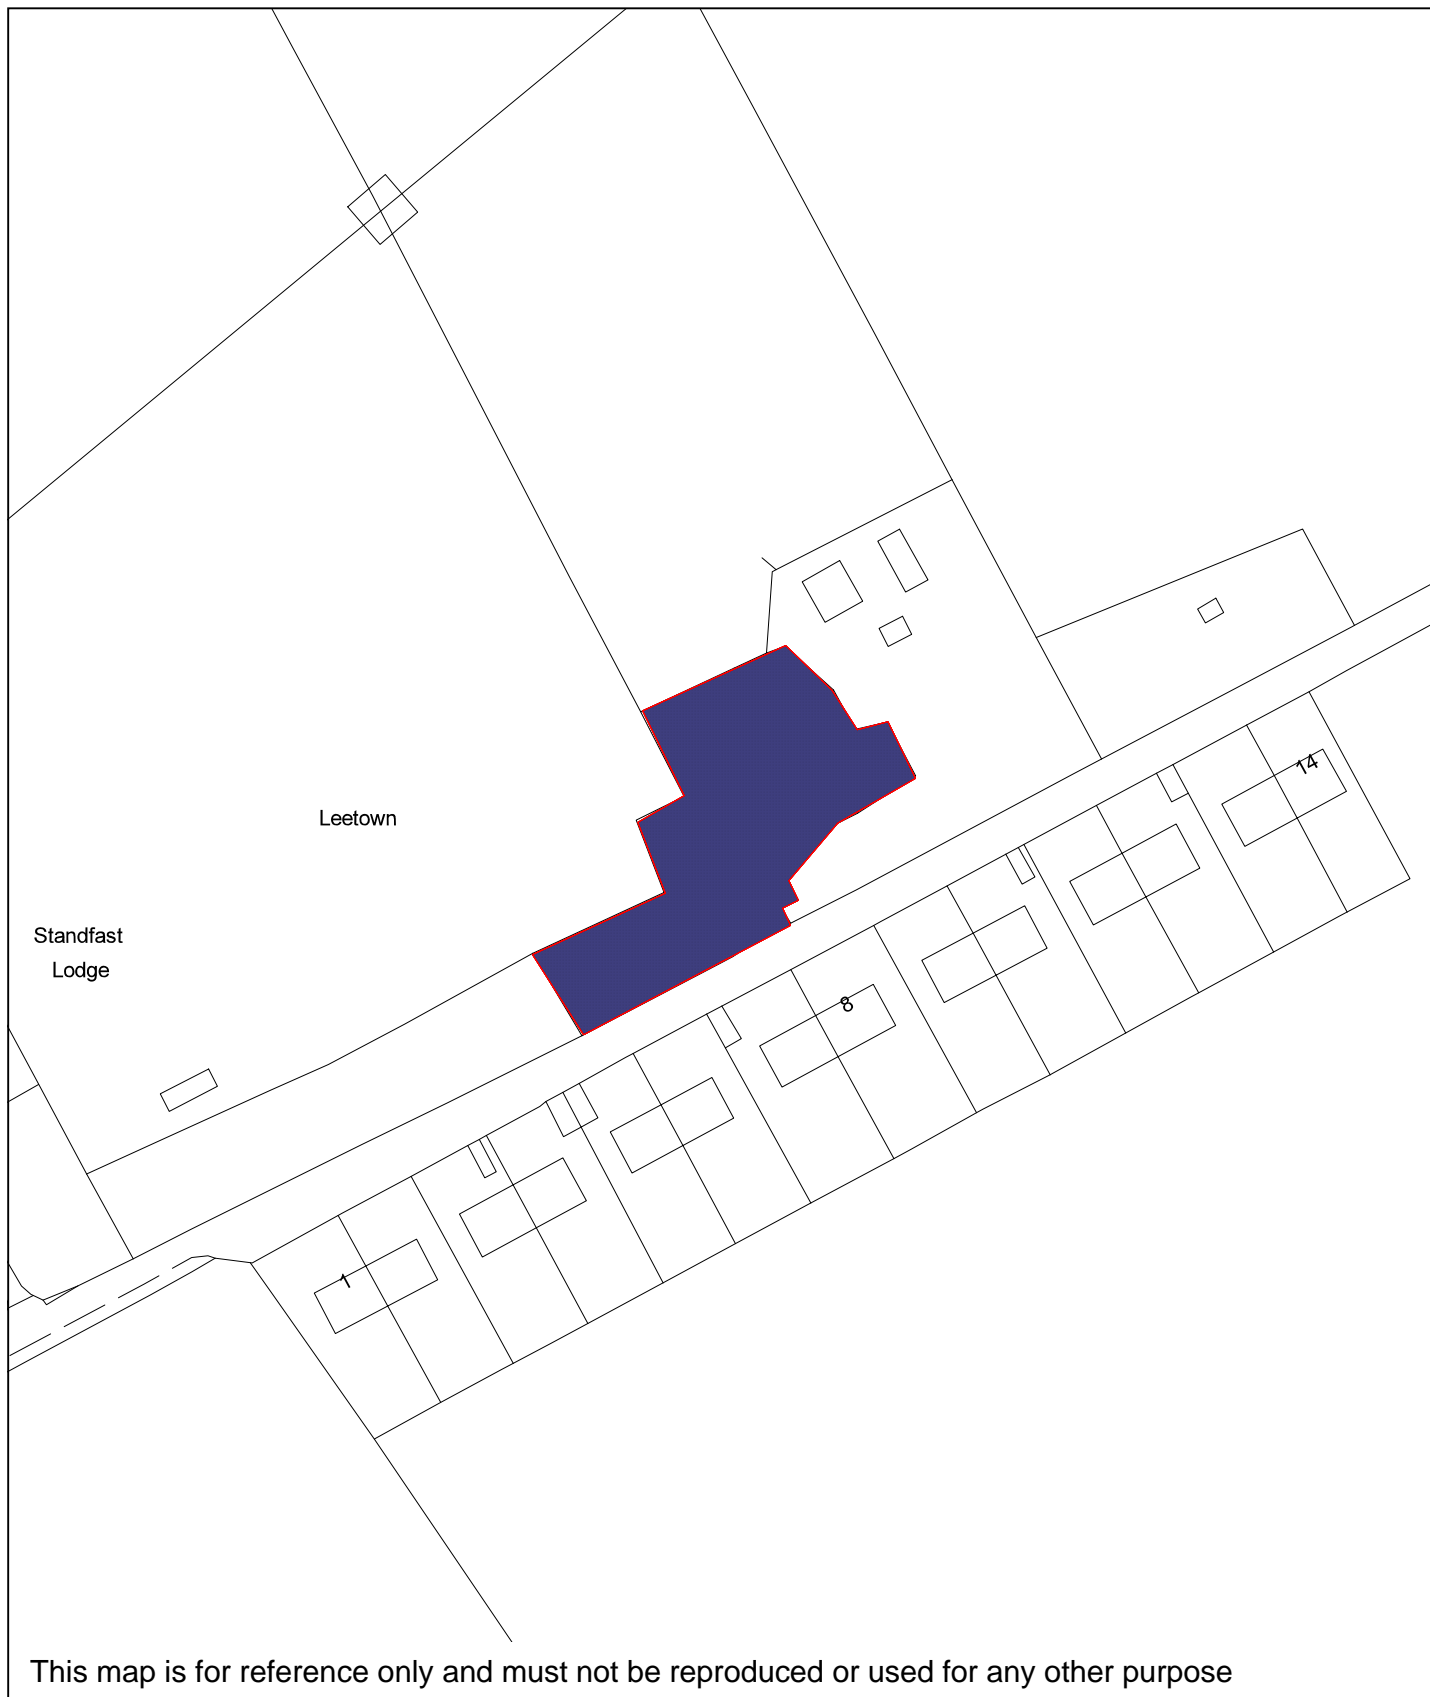 14
Leetown
Standfast
Lodge
8
1
This map is for reference only and must not be reproduced or used for any other purpose